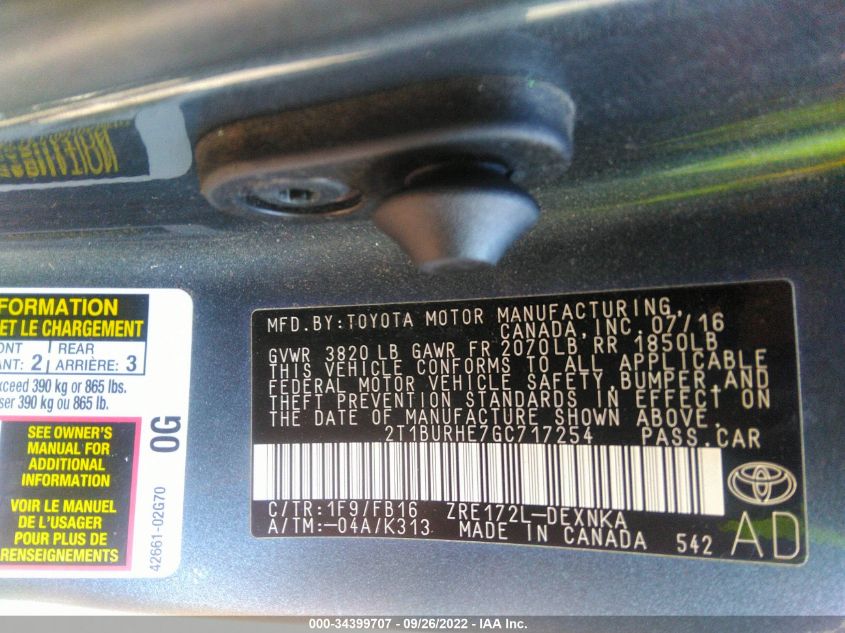 FORMATION
ET LE CHARGEMENT
ONT
ANT: 2
REAR
ARRIÈRE: 3
xceed 390 kg or 865 lbs.
ser 390 kg ou 865 lb.
0G
SEE OWNER'S
MANUAL FOR
ADDITIONAL
INFORMATION
VOIR LE MANUEL
DE L'USAGER
POUR PLUS DE
RENSEIGNEMENTS
42661-02G70
MFD. BY: TOYOTA MOTOR MANUFACTURING,
CANADA, INC. 07/16
GVWR 3820 LB GAWR FR 2070LB, RR 1850LB
THIS VEHICLE CONFORMS TO ALL APPLICABLE
FEDERAL MOTOR VEHICLE SAFETY, BUMPER, AND
THEFT PREVENTION STANDARDS IN EFFECT ON
THE DATE OF MANUFACTURE SHOWN ABOVE.
2T1BURHE7GC717254 PASS. CAR
C/TR: 1F9/FB16 ZRE172L-DEXNKA
A/TM: -04A/K313 MADE IN CANADA 542
AD
000-34399707 - 09/26/2022 - IAA Inc.